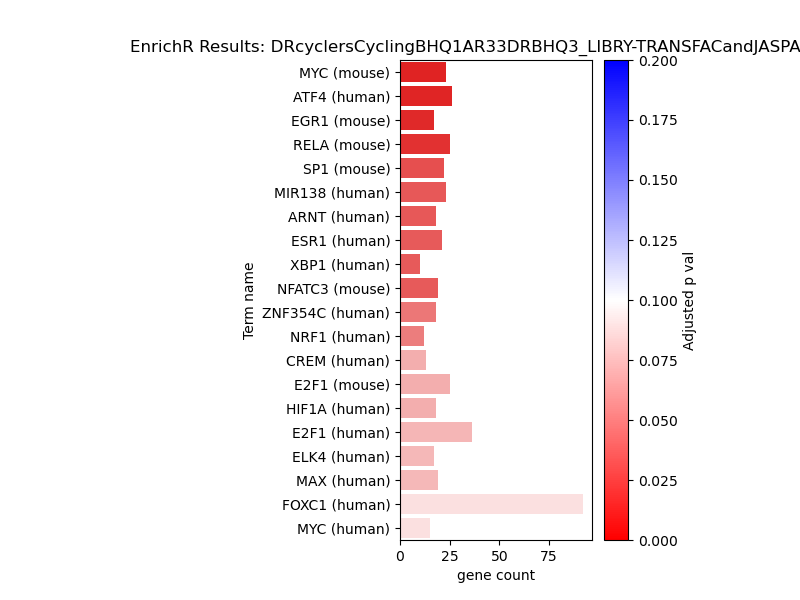 EnrichR Results: DRcyclersCyclingBHQ1AR33DRBHQ3_LIBRY-TRANSFACandJASPA
MYC (mouse)
ATF4 (human)
EGR1 (mouse)
RELA (mouse)
SP1 (mouse)
MIR138 (human)
ARNT (human)
ESR1 (human)
XBP1 (human)
NFATC3 (mouse)
ZNF354C (human)
NRF1 (human)
CREM (human)
E2F1 (mouse)
HIF1A (human)
E2F1 (human)
ELK4 (human)
MAX (human)
FOXC1 (human)
MYC (human)
Term name
0 25 50 75
gene count
0.200
0.175
0.150
0.125
0.100
0.075
0.050
0.025
0.000
Adjusted p val